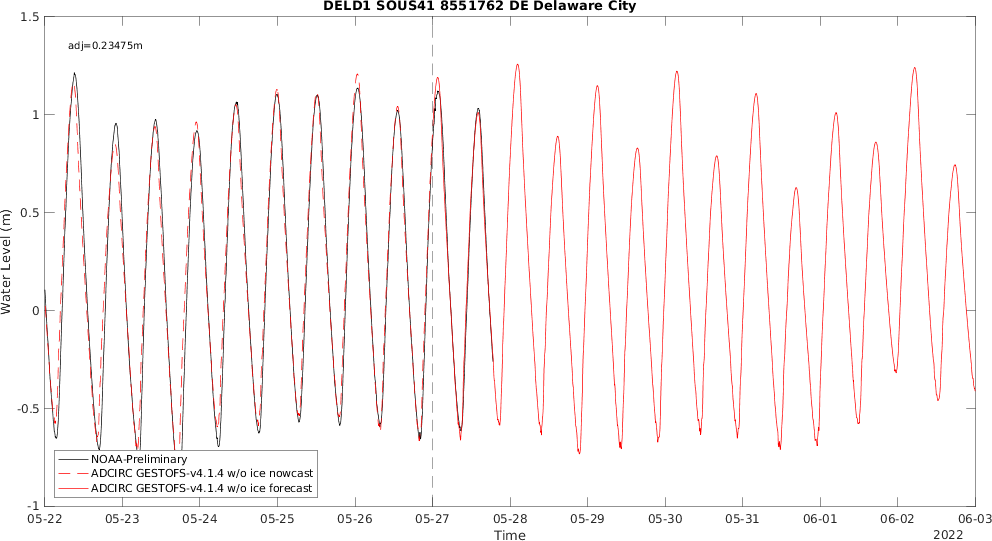 DELD1 SOUS41 8551762 DE Delaware City
adj=0.23475m
Water Level (m)
1.5
1
0.5
0
-0.5
-1
NOAA-Preliminary
ADCIRC GESTOFS-v4.1.4 w/o ice nowcast
ADCIRC GESTOFS-v4.1.4 w/o ice forecast
05-22 05-23 05-24 05-25 05-26 05-27 05-28 05-29 05-30 05-31 06-01 06-02 06-03
Time
2022